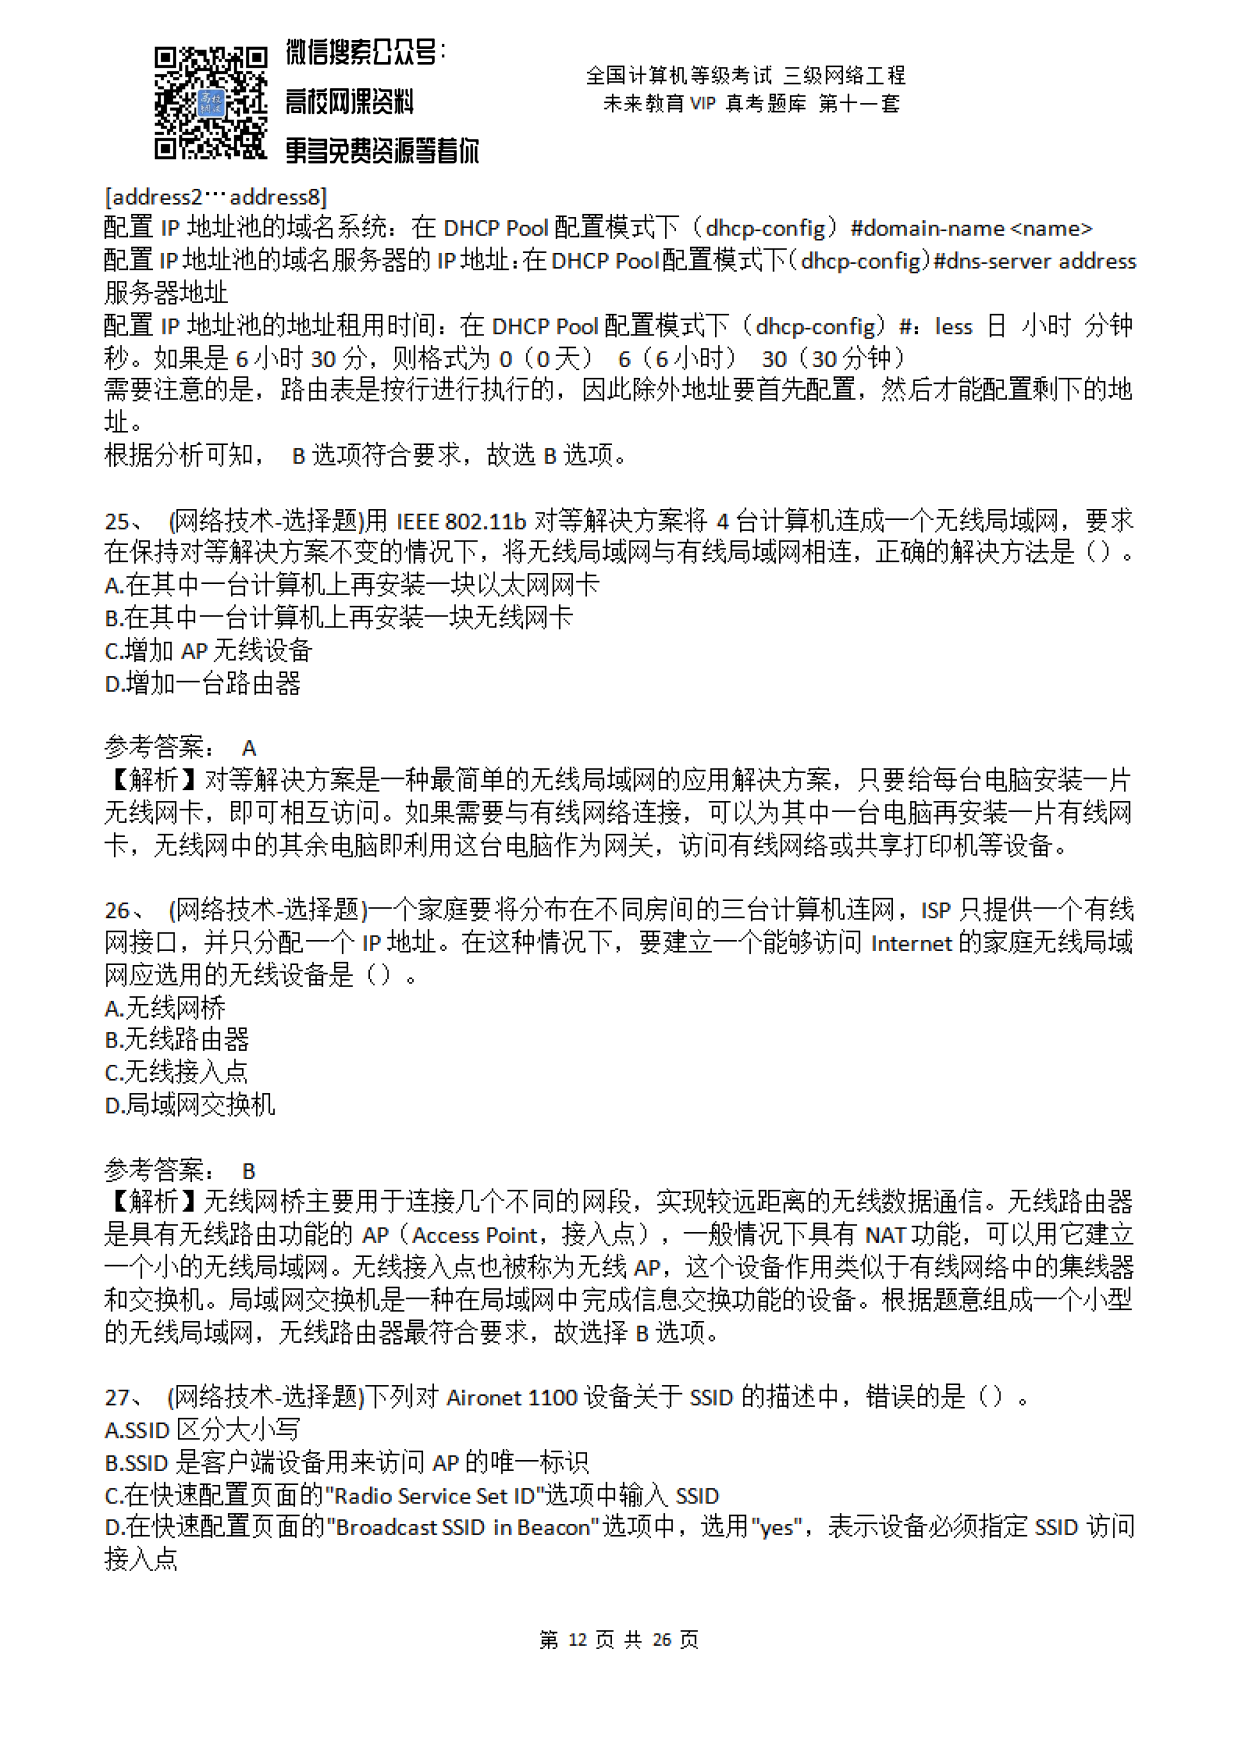 微信搜索公众号：
高校网课资料
更多免费资源等着你
全国计算机等级考试 三级网络工程
未来教育 VIP 真考题库 第十一套
[address2…address8]
配置 IP 地址池的域名系统：在 DHCP Pool 配置模式下（dhcp-config）#domain-name <name>
配置 IP 地址池的域名服务器的 IP 地址：在 DHCP Pool 配置模式下（dhcp-config）#dns-server address
服务器地址
配置 IP 地址池的地址租用时间：在 DHCP Pool 配置模式下（dhcp-config）#：less 日 小时 分钟
秒。如果是 6 小时 30 分，则格式为 0（0 天） 6（6 小时） 30（30 分钟）
需要注意的是，路由表是按行进行执行的，因此除外地址要首先配置，然后才能配置剩下的地
址。
根据分析可知， B 选项符合要求，故选 B 选项。
25、 (网络技术-选择题)用 IEEE 802.11b 对等解决方案将 4 台计算机连成一个无线局域网，要求
在保持对等解决方案不变的情况下，将无线局域网与有线局域网相连，正确的解决方法是（）。
A.在其中一台计算机上再安装一块以太网网卡
B.在其中一台计算机上再安装一块无线网卡
C.增加 AP 无线设备
D.增加一台路由器
参考答案： A
【解析】对等解决方案是一种最简单的无线局域网的应用解决方案，只要给每台电脑安装一片
无线网卡，即可相互访问。如果需要与有线网络连接，可以为其中一台电脑再安装一片有线网
卡，无线网中的其余电脑即利用这台电脑作为网关，访问有线网络或共享打印机等设备。
26、 (网络技术-选择题)一个家庭要将分布在不同房间的三台计算机连网，ISP 只提供一个有线
网接口，并只分配一个 IP 地址。在这种情况下，要建立一个能够访问 Internet 的家庭无线局域
网应选用的无线设备是（）。
A.无线网桥
B.无线路由器
C.无线接入点
D.局域网交换机
参考答案： B
【解析】无线网桥主要用于连接几个不同的网段，实现较远距离的无线数据通信。无线路由器
是具有无线路由功能的 AP（Access Point，接入点），一般情况下具有 NAT 功能，可以用它建立
一个小的无线局域网。无线接入点也被称为无线 AP，这个设备作用类似于有线网络中的集线器
和交换机。局域网交换机是一种在局域网中完成信息交换功能的设备。根据题意组成一个小型
的无线局域网，无线路由器最符合要求，故选择 B 选项。
27、 (网络技术-选择题)下列对 Aironet 1100 设备关于 SSID 的描述中，错误的是（）。
A.SSID 区分大小写
B.SSID 是客户端设备用来访问 AP 的唯一标识
C.在快速配置页面的"Radio Service Set ID"选项中输入 SSID
D.在快速配置页面的"Broadcast SSID in Beacon"选项中，选用"yes"，表示设备必须指定 SSID 访问
接入点
第 12 页 共 26 页